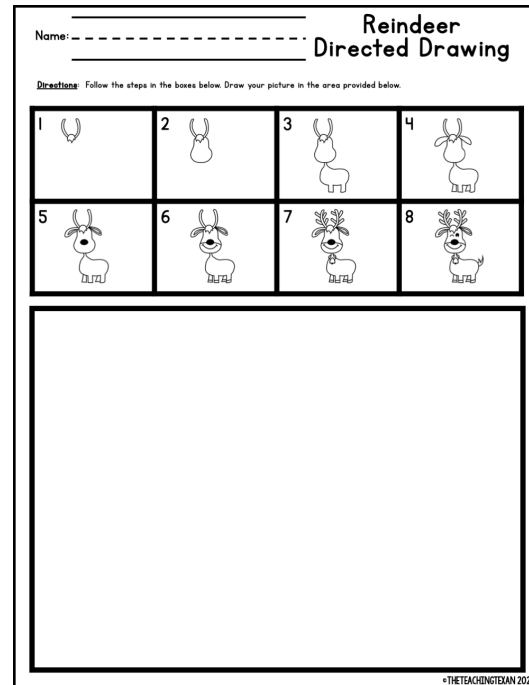 Reindeer
Directed Drawing
Name:
Directions: Follow the steps in the boxes below. Draw your picture in the area provided below.
1
2
3
4
5
6
7
8
©THETEACHINGTEXAN 202